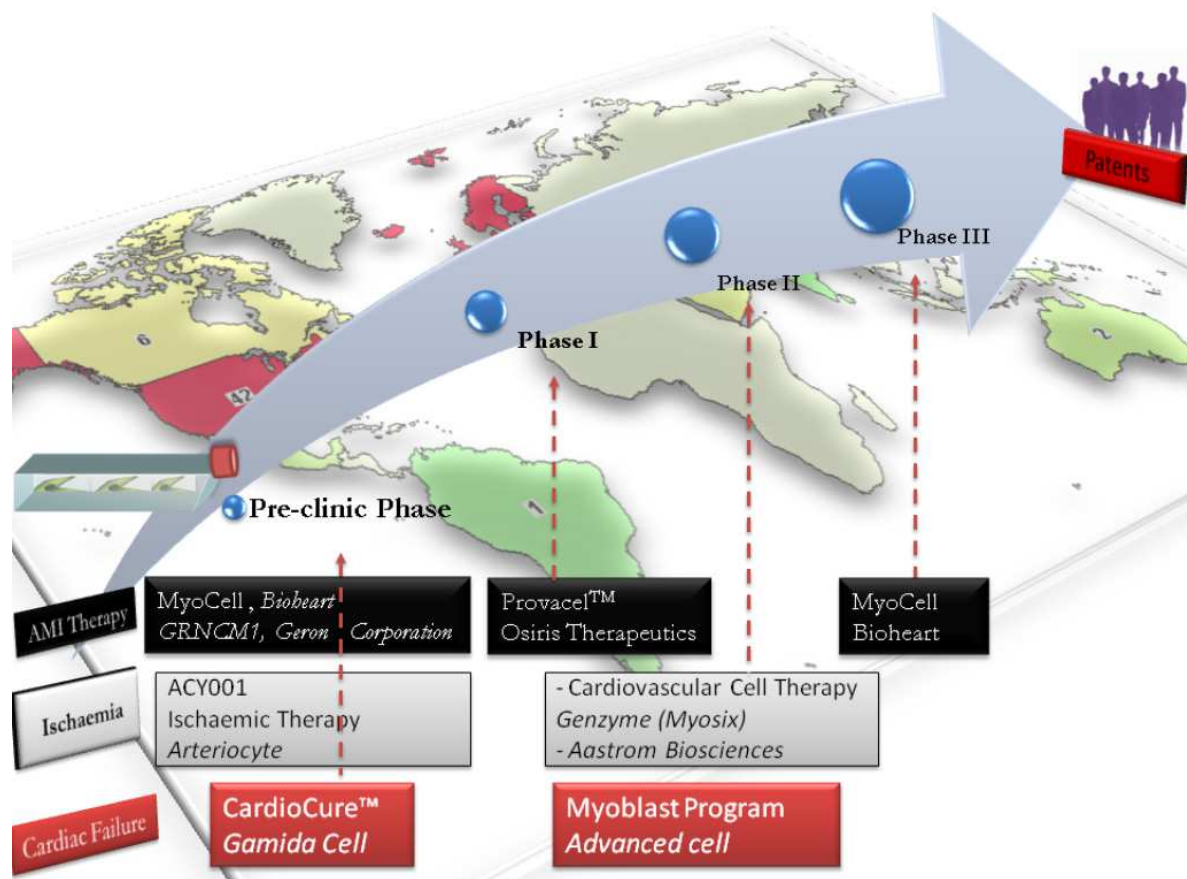 Patents
Phase III
Phase II
Phase I
6
42
2
1
Pre-clinic Phase
AMI Therapy
MyoCell , Bioheart
GRNCM1, Geron Corporation
Provacel™
Osiris Therapeutics
MyoCell
Bioheart
Ischaemia
ACY001
Ischaemic Therapy
Arteriocyte
- Cardiovascular Cell Therapy
Genzyme (Myosix)
- Aastrom Biosciences
Cardiac Failure
CardioCure™
Gamida Cell
Myoblast Program
Advanced cell